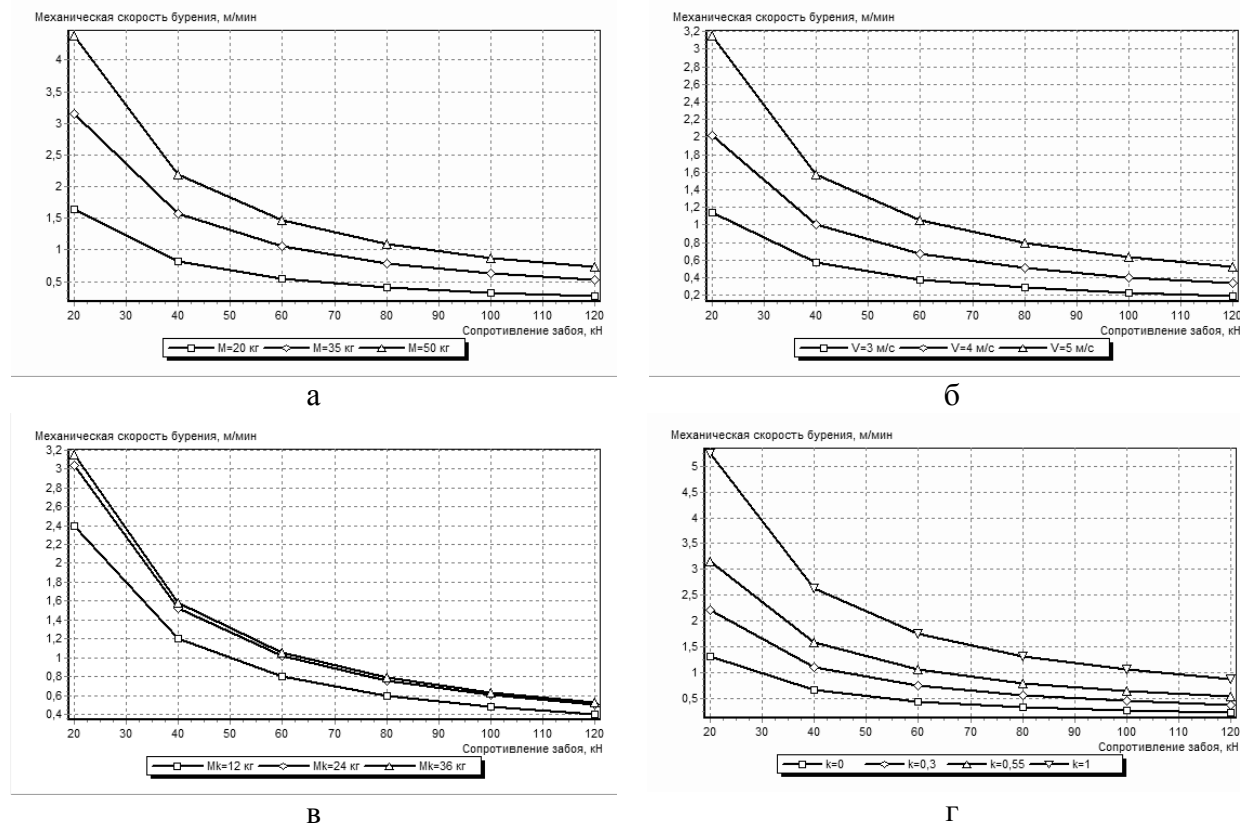 Механическая скорость бурения, м/мин
4
3,5
3
2,5
2
1,5
1
0,5
20 30 40 50 60 70 80 90 100 110 120
Сопротивление забоя, кН
M=20 кг M=35 кг M=50 кг
а
Механическая скорость бурения, м/мин
3,2
3
2,8
2,6
2,4
2,2
2
1,8
1,6
1,4
1,2
1
0,8
0,6
0,4
0,2
20 30 40 50 60 70 80 90 100 110 120
Сопротивление забоя, кН
V=3 м/с V=4 м/с V=5 м/с
б
Механическая скорость бурения, м/мин
3,2
3
2,8
2,6
2,4
2,2
2
1,8
1,6
1,4
1,2
1
0,8
0,6
0,4
20 30 40 50 60 70 80 90 100 110 120
Сопротивление забоя, кН
Mk=12 кг Mk=24 кг Mk=36 кг
в
Механическая скорость бурения, м/мин
5
4,5
4
3,5
3
2,5
2
1,5
1
0,5
20 30 40 50 60 70 80 90 100 110 120
Сопротивление забоя, кН
k=0 k=0,3 k=0,55 k=1
г